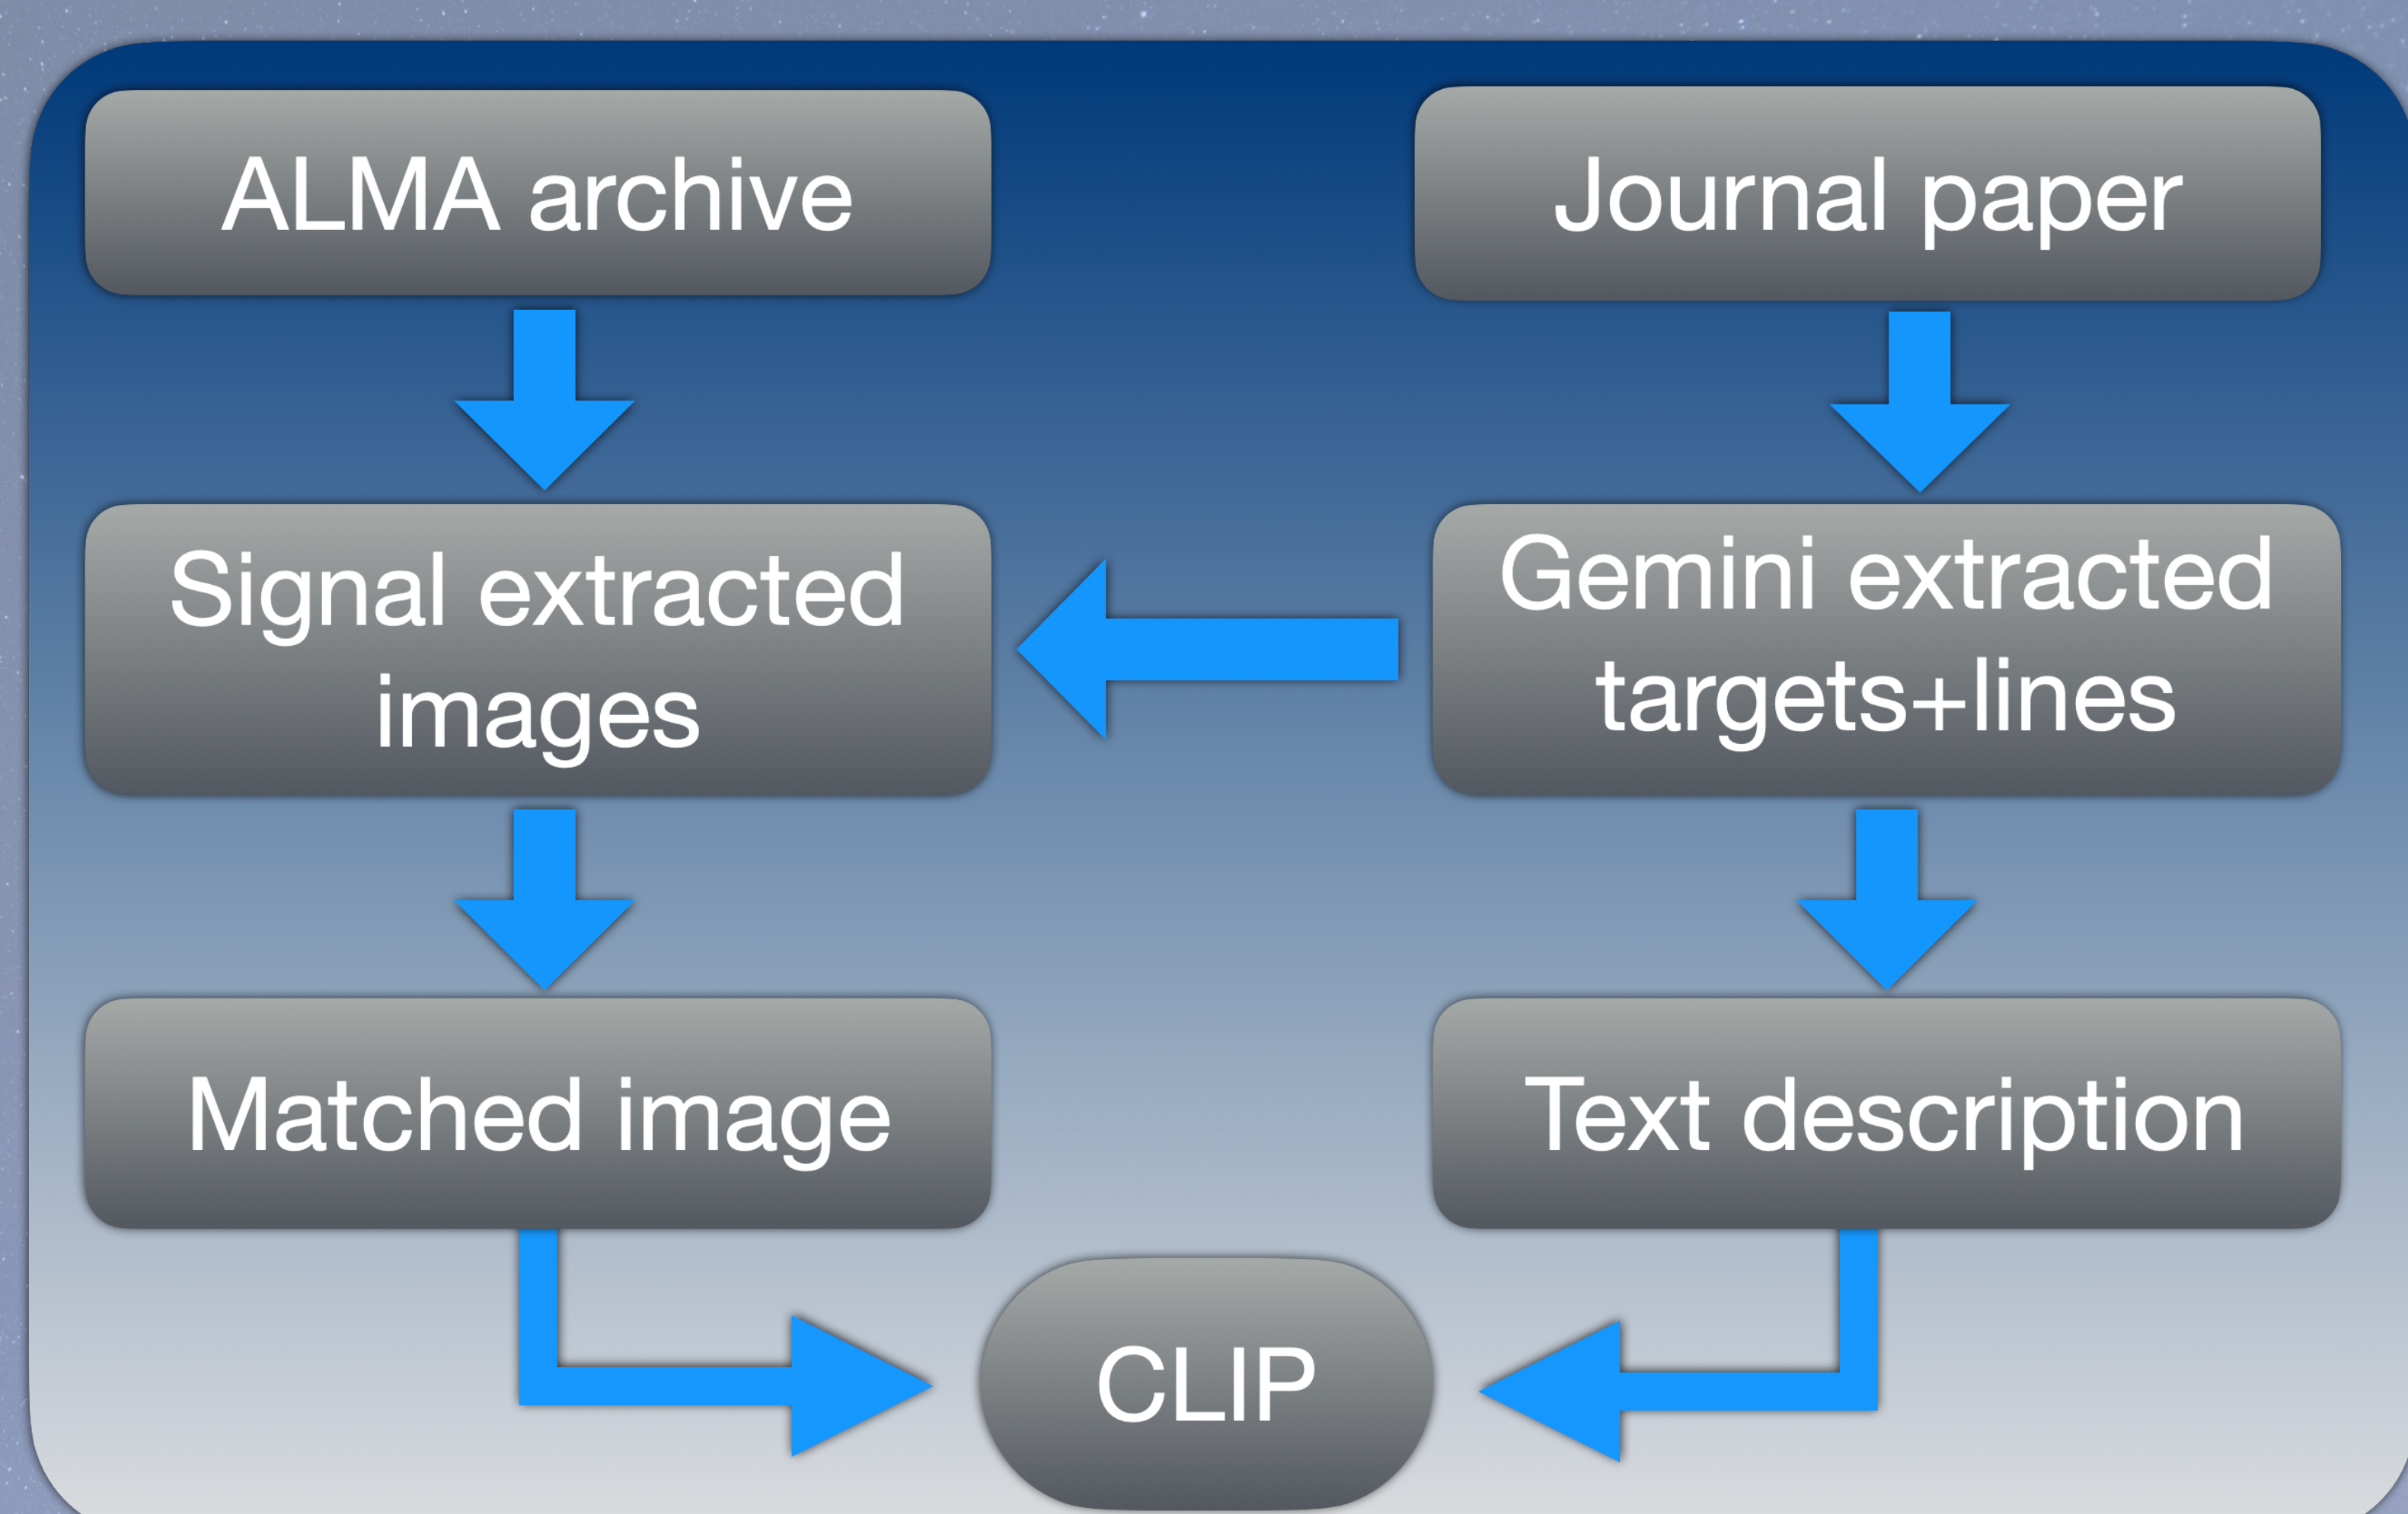 ALMA archive
Journal paper
Signal extracted
images
Gemini extracted
targets+lines
Matched image
Text description
CLIP